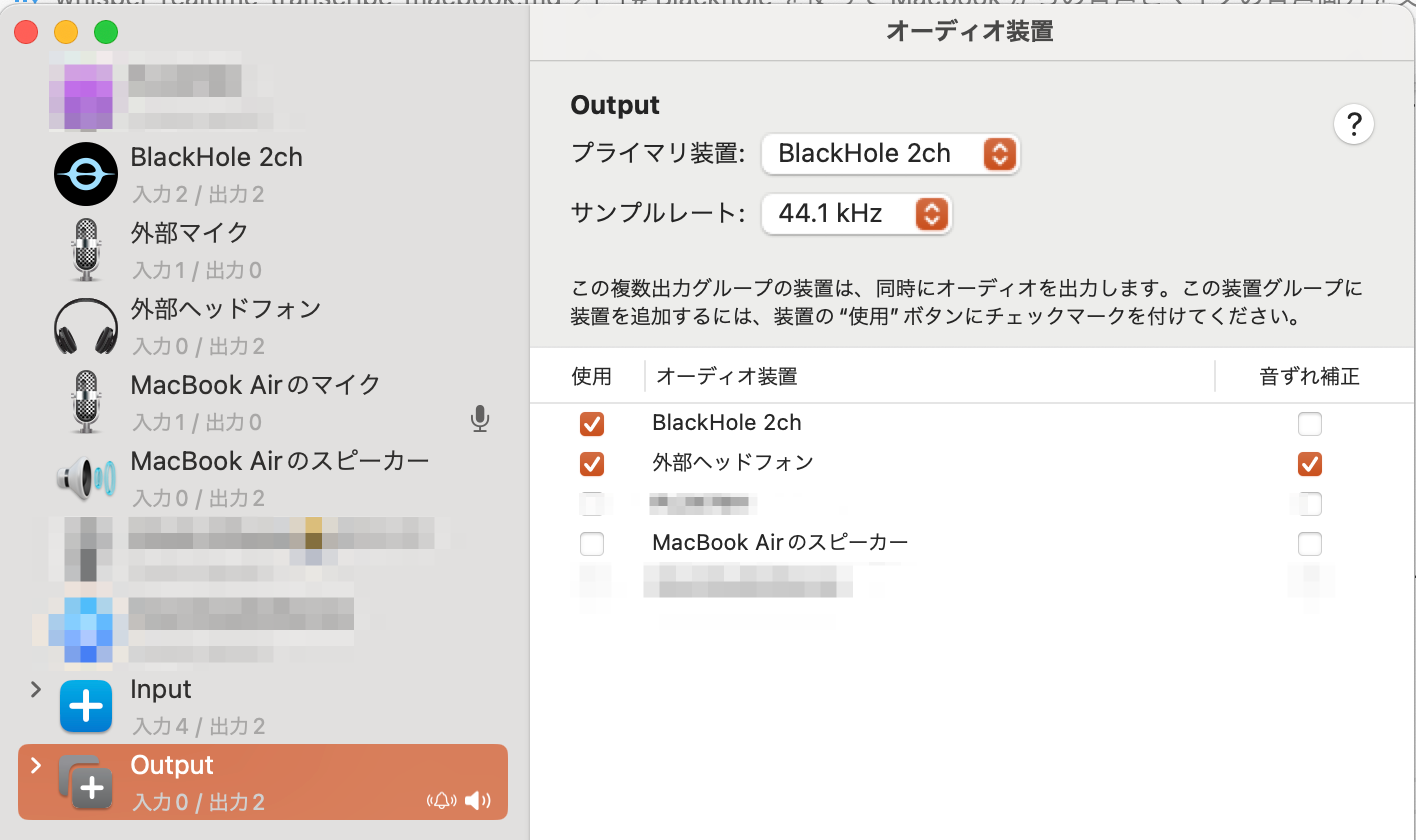 オーディオ装置
BlackHole 2ch
入力 2 / 出力 2
外部マイク
入力 1 / 出力 0
外部ヘッドフォン
入力 0 / 出力 2
MacBook Airのマイク
入力 1 / 出力 0
MacBook Airのスピーカー
入力 0 / 出力 2
Input
入力 4 / 出力 2
Output
入力 0 / 出力 2
Output
?
プライマリ装置: BlackHole 2ch
サンプルレート: 44.1 kHz
この複数出力グループの装置は、同時にオーディオを出力します。この装置グループに
装置を追加するには、装置の “使用” ボタンにチェックマークを付けてください。
使用 オーディオ装置 音ずれ補正
BlackHole 2ch
外部ヘッドフォン
MacBook Airのスピーカー